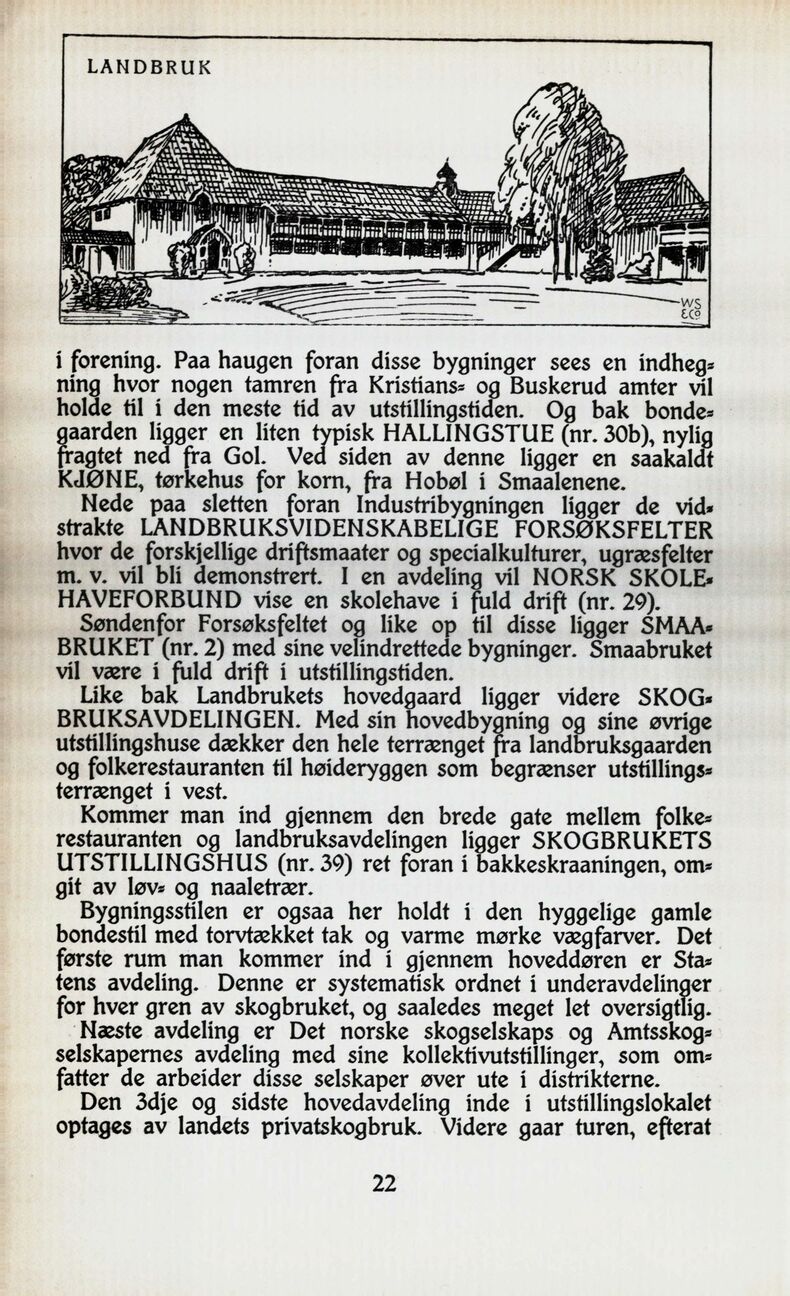 LANDBRUK
WS
&Co
i forening. Paa haugen foran disse bygninger sees en indheg=
ning hvor nogen tamren fra Kristians= og Buskerud amter vil
holde til i den meste tid av utstillingstiden. Og bak bonde=
gaarden ligger en liten typisk HALLINGSTUE (nr. 30b), nylig
fragtet ned fra Gol. Ved siden av denne ligger en saakaldt
KJØNE, tørkehus for korn, fra Hobøl i Smaalenene.
Nede paa sletten foran Industribygningen ligger de vid=
strakte LANDBRUKSVIDENSKABELIGE FORSØKSFELTER
hvor de forskjellige driftsmaater og specialkulturer, ugræsfelter
m. v. vil bli demonstrert. I en avdeling vil NORSK SKOLE=
HAVEFORBUND vise en skolehave i fuld drift (nr. 29).
Søndenfor Forsøksfeltet og like op til disse ligger SMAA=
BRUKET (nr. 2) med sine velindrettede bygninger. Smaabruket
vil være i fuld drift i utstillingstiden.
Like bak Landbrukets hovedgaard ligger videre SKOG=
BRUKSAVDELINGEN. Med sin hovedbygning og sine øvrige
utstillingshuse dækker den hele terrænget fra landbruksgaarden
og folkerestauranten til høideryggen som begrænser utstillings=
terrænget i vest.
Kommer man ind gjennem den brede gate mellem folke=
restauranten og landbruksavdelingen ligger SKOGBRUKETS
UTSTILLINGSHUS (nr. 39) ret foran i bakkeskraaningen, om=
git av løv= og naaletrær.
Bygningsstilen er ogsaa her holdt i den hyggelige gamle
bondestil med torvtækket tak og varme mørke vægfarver. Det
første rum man kommer ind i gjennem hoveddøren er Sta=
tens avdeling. Denne er systematisk ordnet i underavdelinger
for hver gren av skogbruket, og saaledes meget let oversigtlig.
Næste avdeling er Det norske skogselskaps og Amtsskog=
selskapernes avdeling med sine kollektivutstillinger, som om=
fatter de arbeider disse selskaper øver ute i distrikterne.
Den 3dje og sidste hovedavdeling inde i utstillingslokalet
optages av landets privatskogbruk. Videre gaar turen, efterat
22